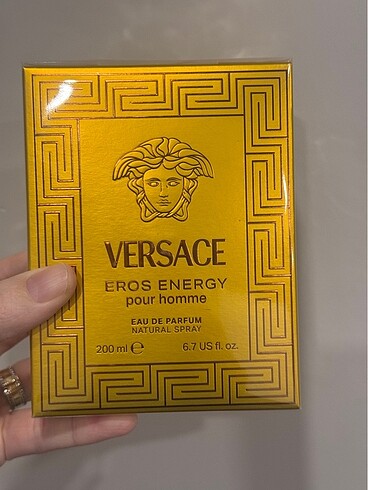 VERSACE
EROS ENERGY
pour homme
EAU DE PARFUM
NATURAL SPRAY
200 ml ℮ 6.7 US fl. oz.